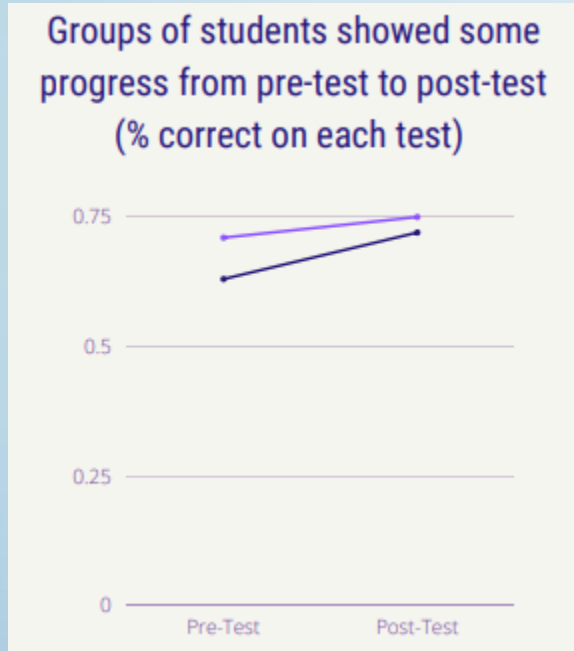 Groups of students showed some
progress from pre-test to post-test
(% correct on each test)
0.75
0.5
0.25
0
Pre-Test Post-Test